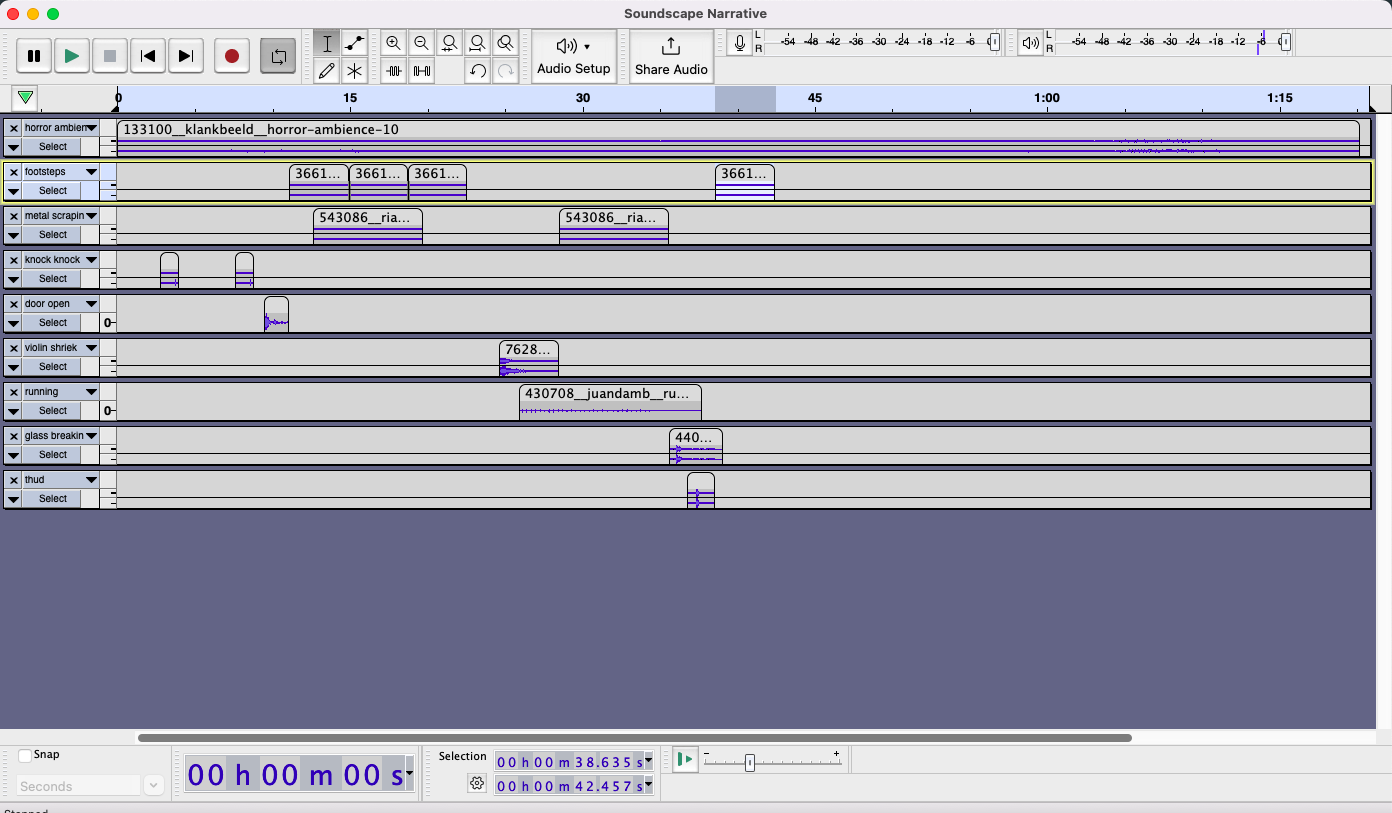 Soundscape Narrative
L
R
-54 -48 -42 -36 -30 -24 -18 -12 -6
L
R
-54 -48 -42 -36 -30 -24 -18 -12 -6
Audio Setup
Share Audio
0 15 30 45 1:00 1:15
horror ambien
133100__klankbeeld__horror-ambience-10
Select
footsteps
3661... 3661... 3661... 3661...
Select
metal scrapin
543086__ria... 543086__ria...
Select
knock knock
Select
door open
Select
0-
violin shriek
7628...
Select
running
430708__juandamb__ru...
Select
0-
glass breakin
440...
Select
thud
Select
Snap
Seconds
00 h 00 m 00 s
Selection
00 h 00 m 38.635 s
00 h 00 m 42.457 s
- +
Stopped